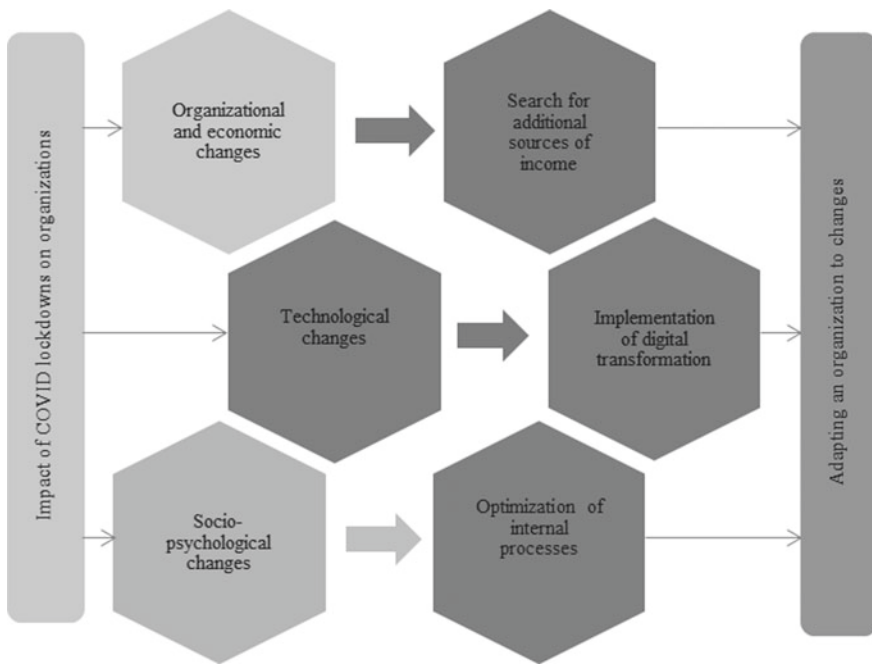 Impact of COVID lockdowns on organizations
Organizational
and economic
changes
Search for
additional
sources of
income
Technological
changes
Implementation
of digital
transformation
Socio-
psychological
changes
Optimization of
internal
processes
Adapting an organization to changes